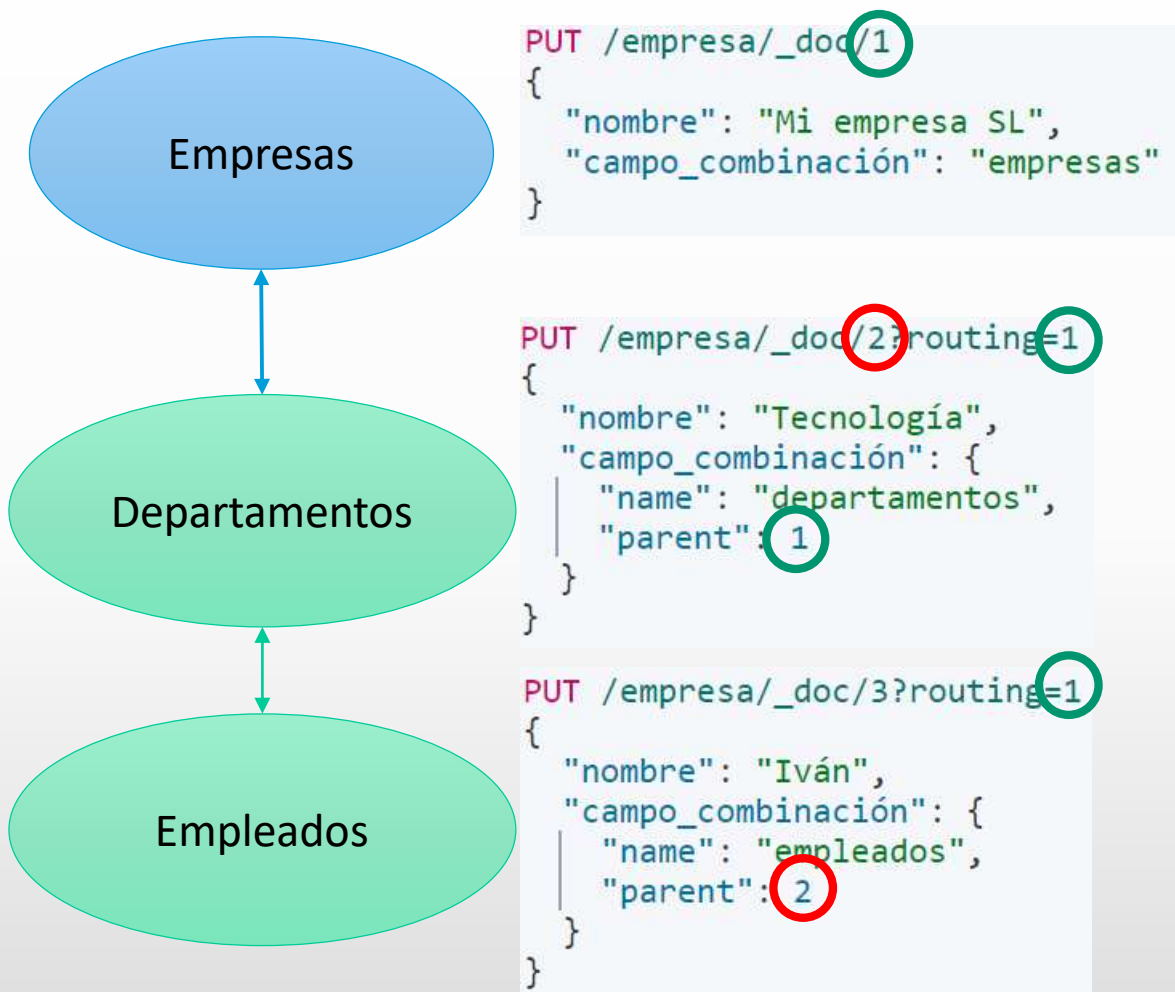 Empresas
PUT /empresa/_doc/1
{
"nombre": "Mi empresa SL",
"campo_combinación": "empresas"
}
Departamentos
PUT /empresa/_doc/2?routing=1
{
"nombre": "Tecnología",
"campo_combinación": {
"name": "departamentos",
"parent": 1
}
}
Empleados
PUT /empresa/_doc/3?routing=1
{
"nombre": "Iván",
"campo_combinación": {
"name": "empleados",
"parent": 2
}
}